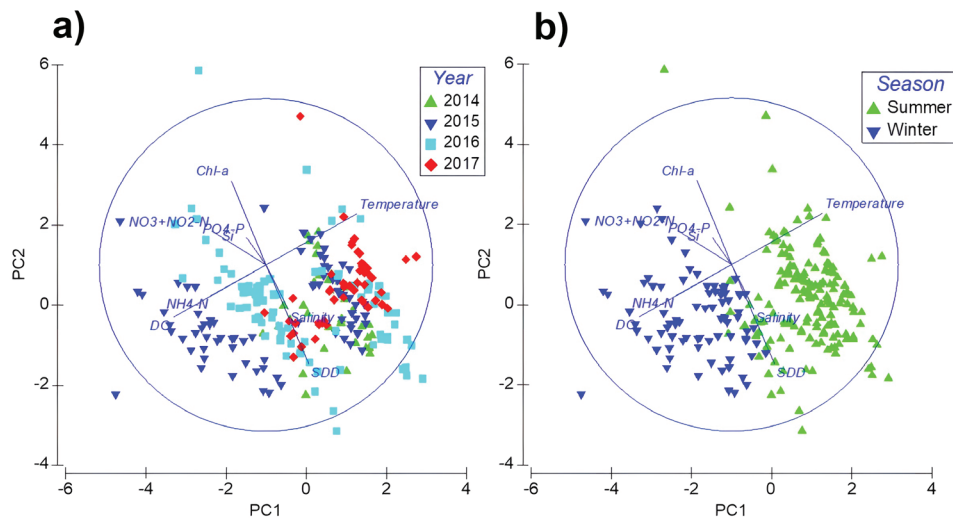 a)
Year
2014
2015
2016
2017
6
4
2
0
-2
-4
PC2
Chl-a
Temperature
NO3+NO2-N
PO4-P
Si
NH4-N
DO
Salinity
SDD
-6
-4
-2
0
2
4
PC1
b)
Season
Summer
Winter
6
4
2
0
-2
-4
PC2
Chl-a
Temperature
NO3+NO2-N
PO4-P
Si
NH4-N
DO
Salinity
SDD
-6
-4
-2
0
2
4
PC1